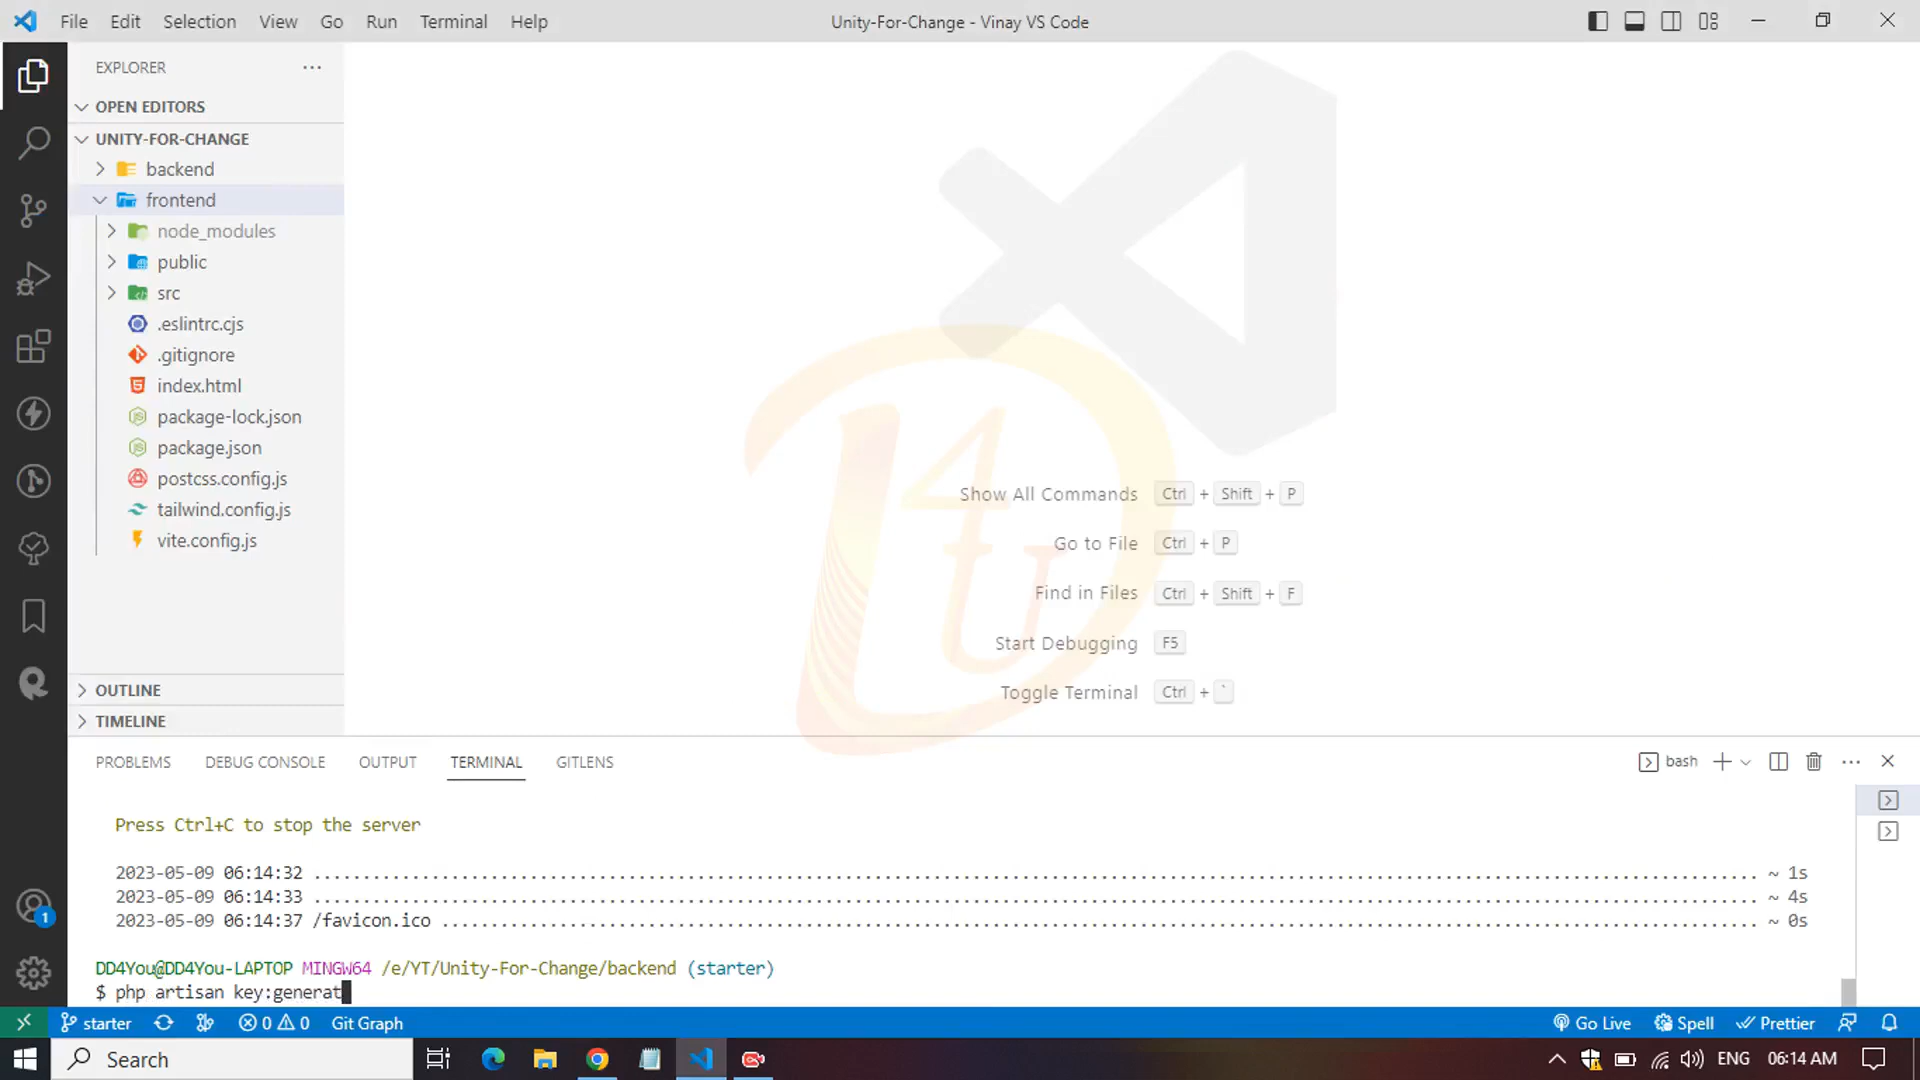 File Edit Selection View Go Run Terminal Help
Unity-For-Change - Vinay VS Code
EXPLORER
OPEN EDITORS
UNITY-FOR-CHANGE
backend
frontend
node_modules
public
src
.eslintrc.cjs
.gitignore
index.html
package-lock.json
package.json
postcss.config.js
tailwind.config.js
vite.config.js
OUTLINE
TIMELINE
D4U
Show All Commands Ctrl + Shift + P
Go to File Ctrl + P
Find in Files Ctrl + Shift + F
Start Debugging F5
Toggle Terminal Ctrl + `
PROBLEMS DEBUG CONSOLE OUTPUT TERMINAL GITLENS
bash
Press Ctrl+C to stop the server
2023-05-09 06:14:32 ................................................................ ~ 1s
2023-05-09 06:14:33 ................................................................ ~ 4s
2023-05-09 06:14:37 /favicon.ico ................................................... ~ 0s
DD4You@DD4You-LAPTOP MINGW64 /e/YT/Unity-For-Change/backend (starter)
$ php artisan key:generat
1
starter 0 0 Git Graph
Go Live Spell Prettier
Search
ENG 06:14 AM